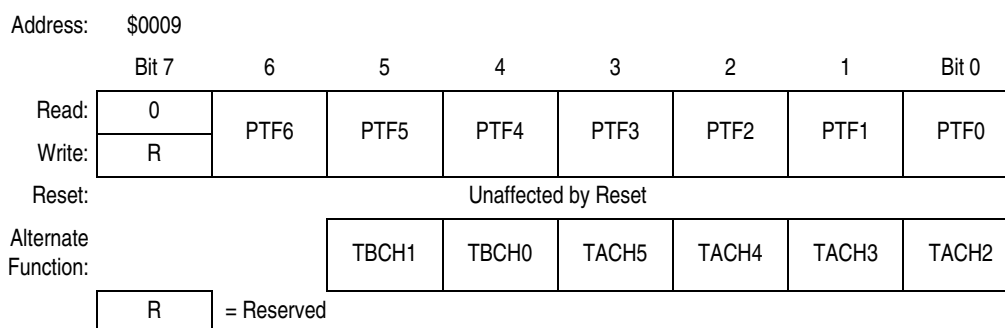 Address: $0009
Bit 7 6 5 4 3 2 1 Bit 0
Read: 0 PTF6 PTF5 PTF4 PTF3 PTF2 PTF1 PTF0
Write: R
Reset: Unaffected by Reset
Alternate
Function: TBCH1 TBCH0 TACH5 TACH4 TACH3 TACH2
R = Reserved